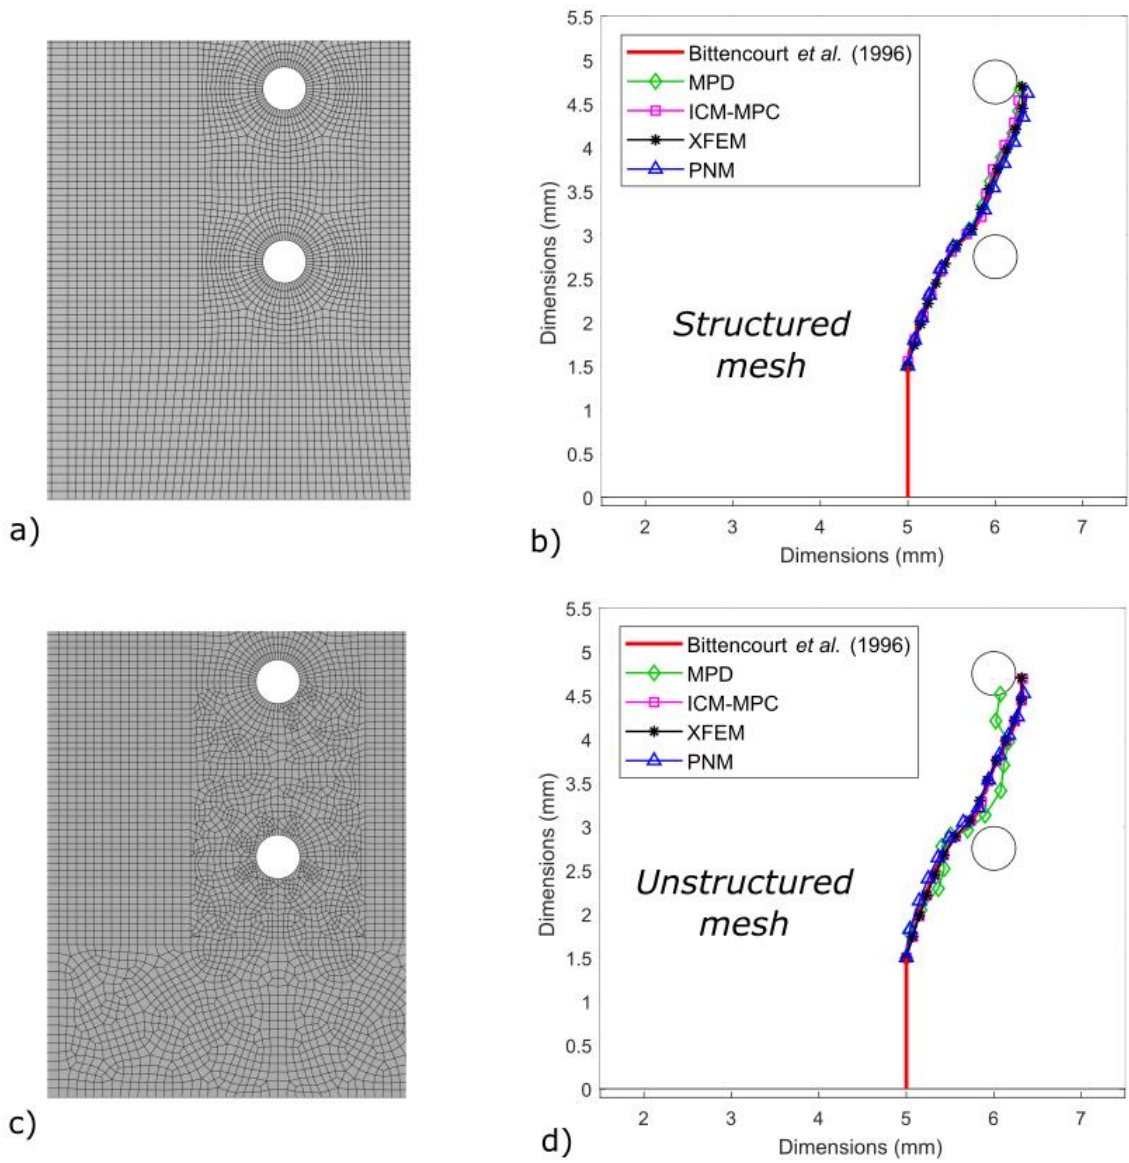 a)
5.5
5
4.5
4
3.5
3
2.5
2
1.5
1
0.5
0
Dimensions (mm)
Bittencourt et al. (1996)
MPD
ICM-MPC
XFEM
PNM
Structured
mesh
2 3 4 5 6 7
Dimensions (mm)
b)
c)
5.5
5
4.5
4
3.5
3
2.5
2
1.5
1
0.5
0
Dimensions (mm)
Bittencourt et al. (1996)
MPD
ICM-MPC
XFEM
PNM
Unstructured
mesh
2 3 4 5 6 7
Dimensions (mm)
d)